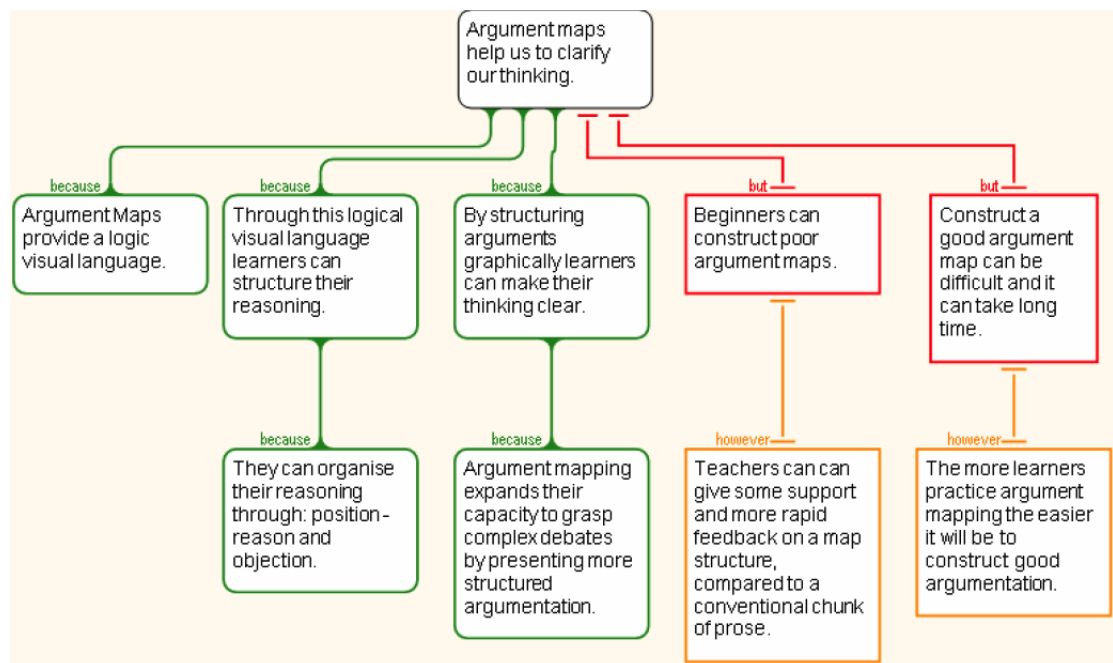 Argument maps
help us to clarify
our thinking.
because
Argument Maps
provide a logic
visual language.
because
Through this logical
visual language
learners can
structure their
reasoning.
because
By structuring
arguments
graphically learners
can make their
thinking clear.
but
Beginners can
construct poor
argument maps.
but
Construct a
good argument
map can be
difficult and it
can take long
time.
because
They can organise
their reasoning
through: position-
reason and
objection.
because
Argument mapping
expands their
capacity to grasp
complex debates
by presenting more
structured
argumentation.
however
Teachers can can
give some support
and more rapid
feedback on a map
structure,
compared to a
conventional chunk
of prose.
however
The more learners
practice argument
mapping the easier
it will be to
construct good
argumentation.